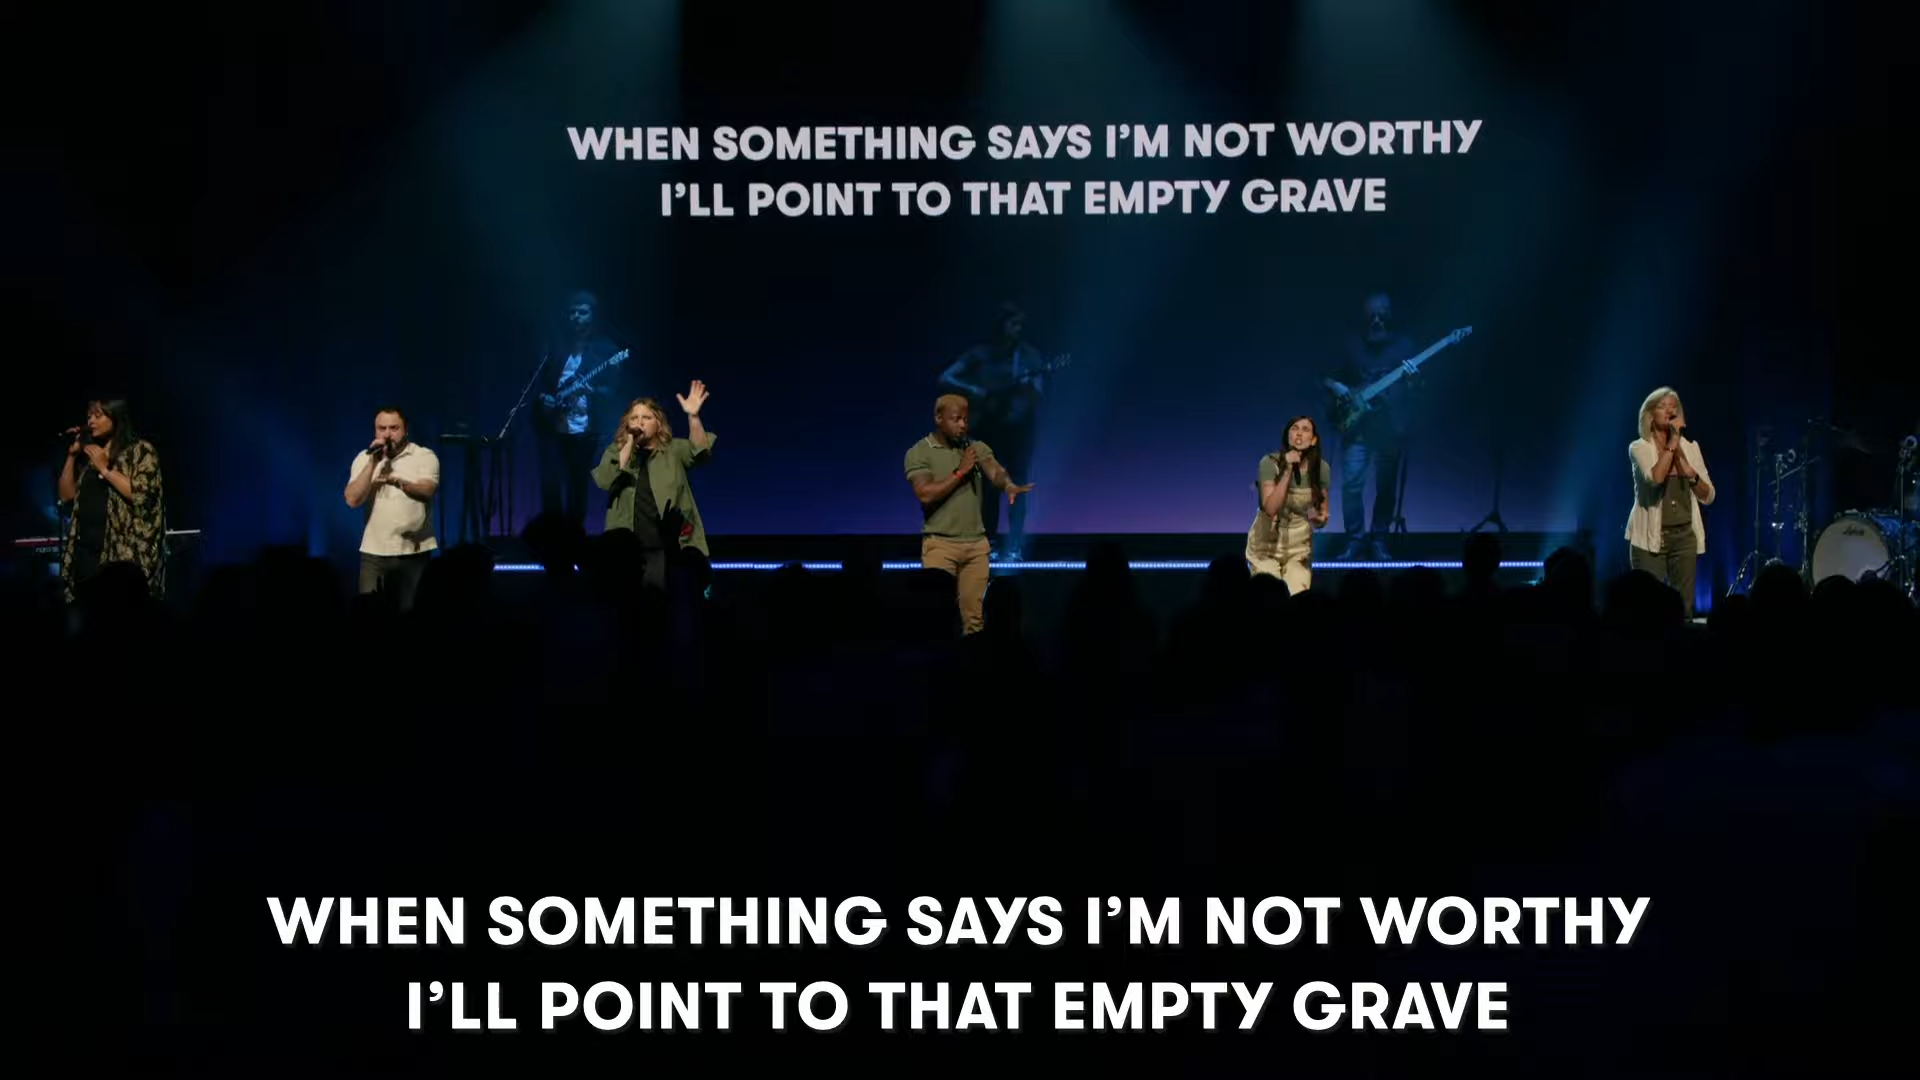 WHEN SOMETHING SAYS I'M NOT WORTHY
I'LL POINT TO THAT EMPTY GRAVE
WHEN SOMETHING SAYS I'M NOT WORTHY
I'LL POINT TO THAT EMPTY GRAVE